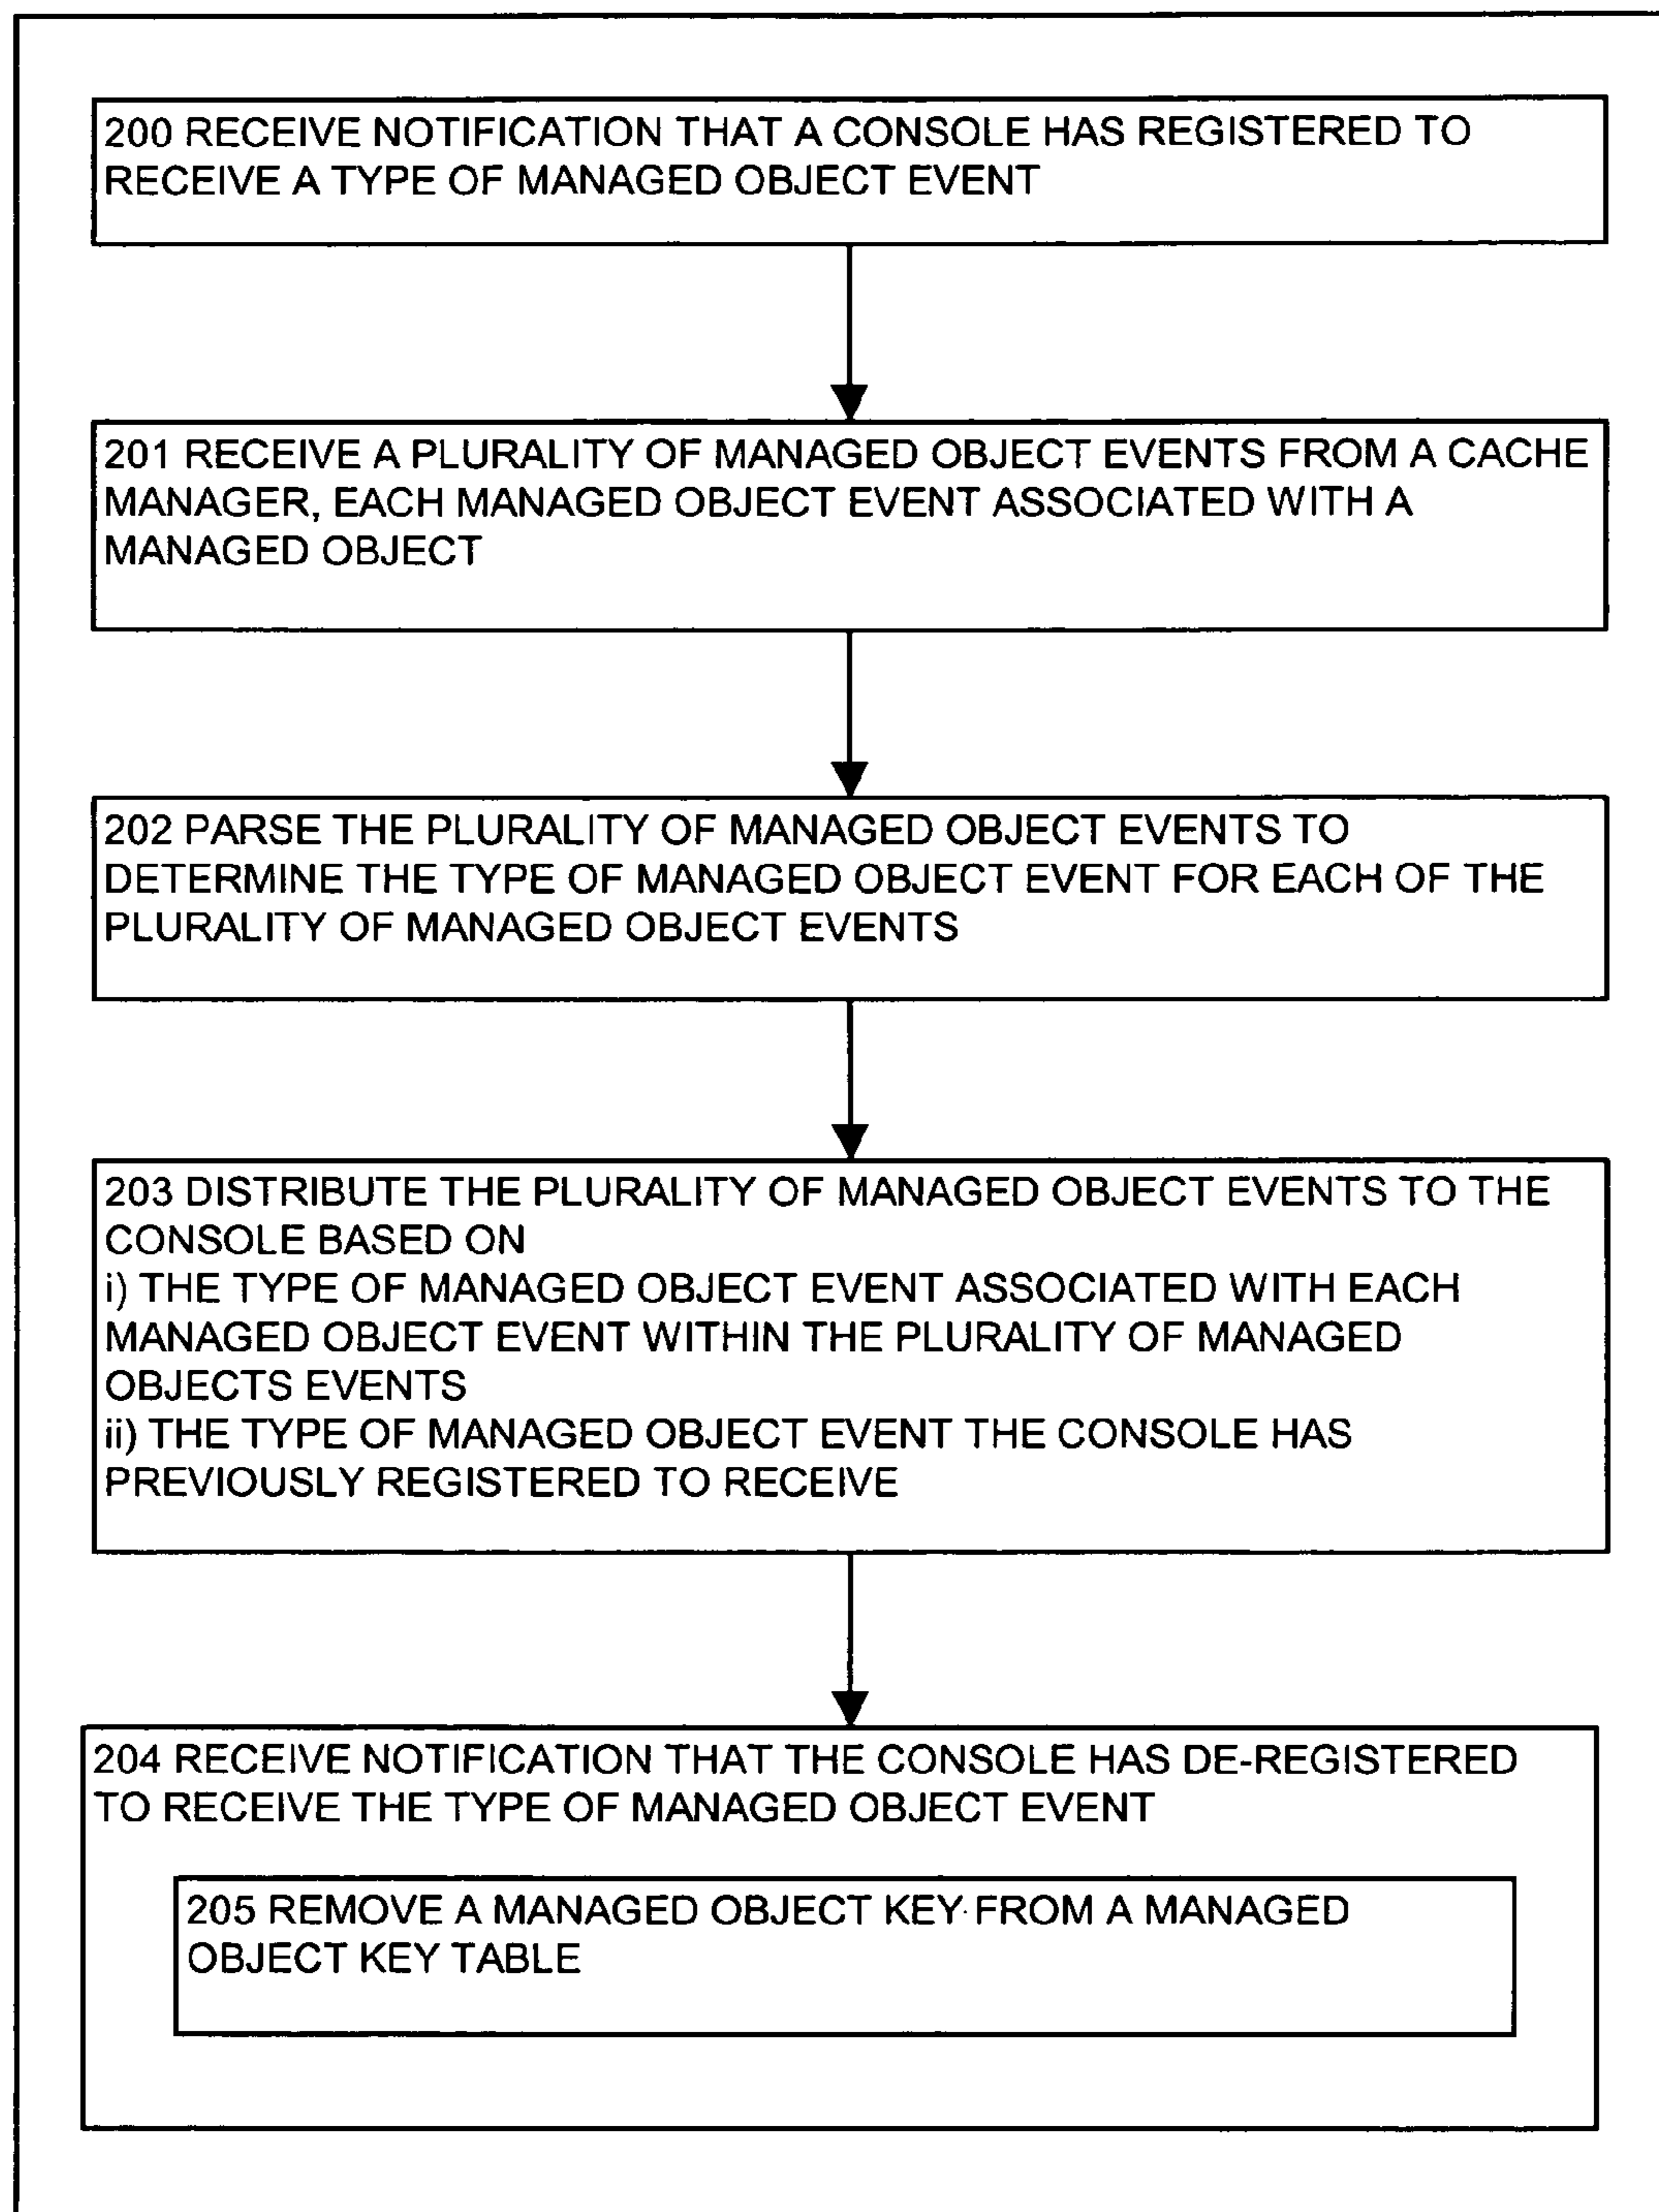 200 RECEIVE NOTIFICATION THAT A CONSOLE HAS REGISTERED TO
RECEIVE A TYPE OF MANAGED OBJECT EVENT
201 RECEIVE A PLURALITY OF MANAGED OBJECT EVENTS FROM A CACHE
MANAGER, EACH MANAGED OBJECT EVENT ASSOCIATED WITH A
MANAGED OBJECT
202 PARSE THE PLURALITY OF MANAGED OBJECT EVENTS TO
DETERMINE THE TYPE OF MANAGED OBJECT EVENT FOR EACH OF THE
PLURALITY OF MANAGED OBJECT EVENTS
203 DISTRIBUTE THE PLURALITY OF MANAGED OBJECT EVENTS TO THE
CONSOLE BASED ON
i) THE TYPE OF MANAGED OBJECT EVENT ASSOCIATED WITH EACH
MANAGED OBJECT EVENT WITHIN THE PLURALITY OF MANAGED
OBJECTS EVENTS
ii) THE TYPE OF MANAGED OBJECT EVENT THE CONSOLE HAS
PREVIOUSLY REGISTERED TO RECEIVE
204 RECEIVE NOTIFICATION THAT THE CONSOLE HAS DE-REGISTERED
TO RECEIVE THE TYPE OF MANAGED OBJECT EVENT
205 REMOVE A MANAGED OBJECT KEY FROM A MANAGED
OBJECT KEY TABLE